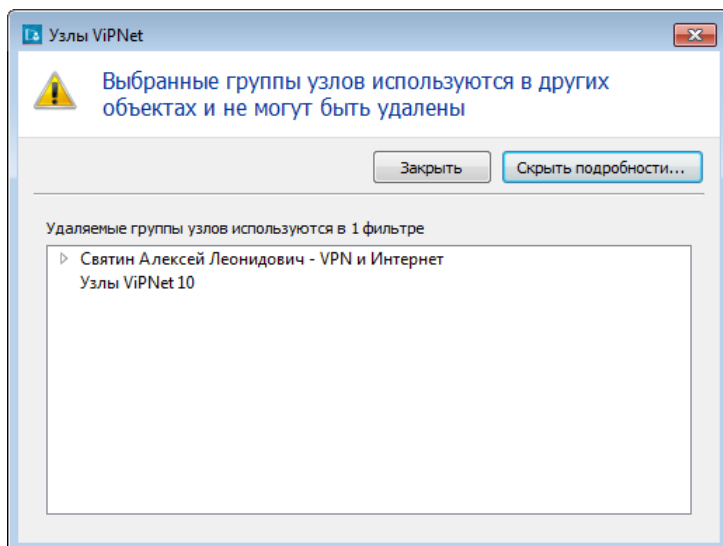 Узлы ViPNet
Выбранные группы узлов используются в других
объектах и не могут быть удалены
Закрыть
Скрыть подробности...
Удаляемые группы узлов используются в 1 фильтре
Святин Алексей Леонидович - VPN и Интернет
Узлы ViPNet 10